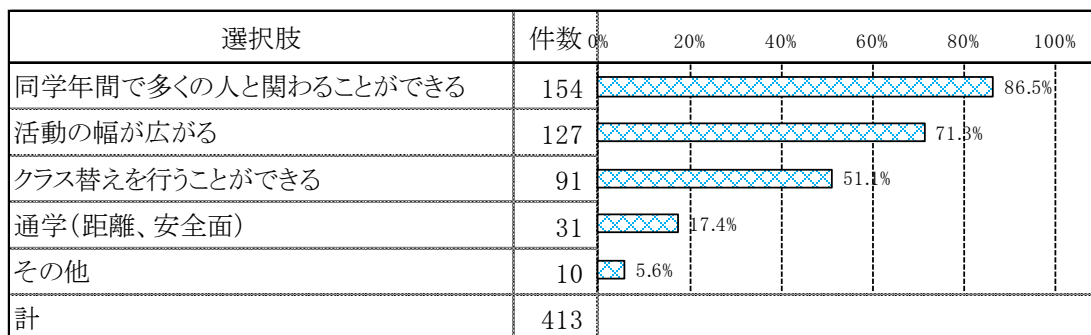 選択肢 件数 0% 20% 40% 60% 80% 100%
同学年間で多くの人と関わることができる 154 86.5%
活動の幅が広がる 127 71.3%
クラス替えを行うことができる 91 51.1%
通学（距離、安全面） 31 17.4%
その他 10 5.6%
計 413